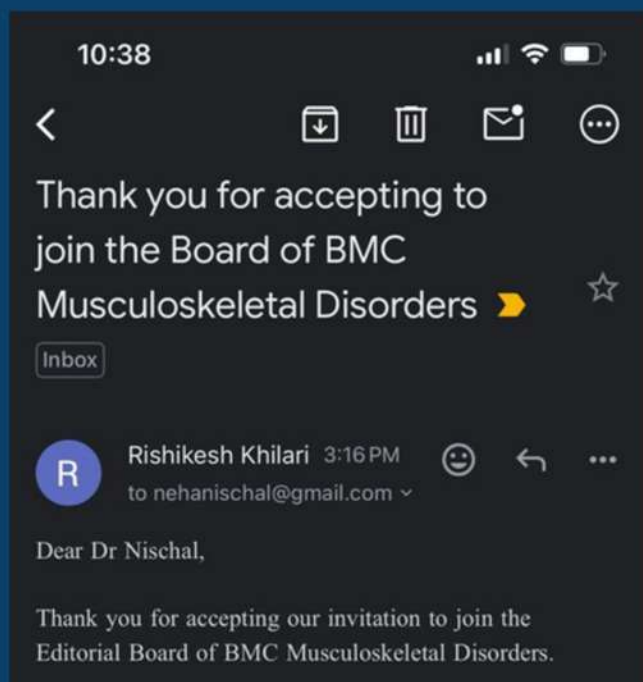 10:38
Thank you for accepting to
join the Board of BMC
Musculoskeletal Disorders
Inbox
R
Rishikesh Khilari 3:16 PM
to nehanischal@gmail.com
Dear Dr Nischal,
Thank you for accepting our invitation to join the
Editorial Board of BMC Musculoskeletal Disorders.